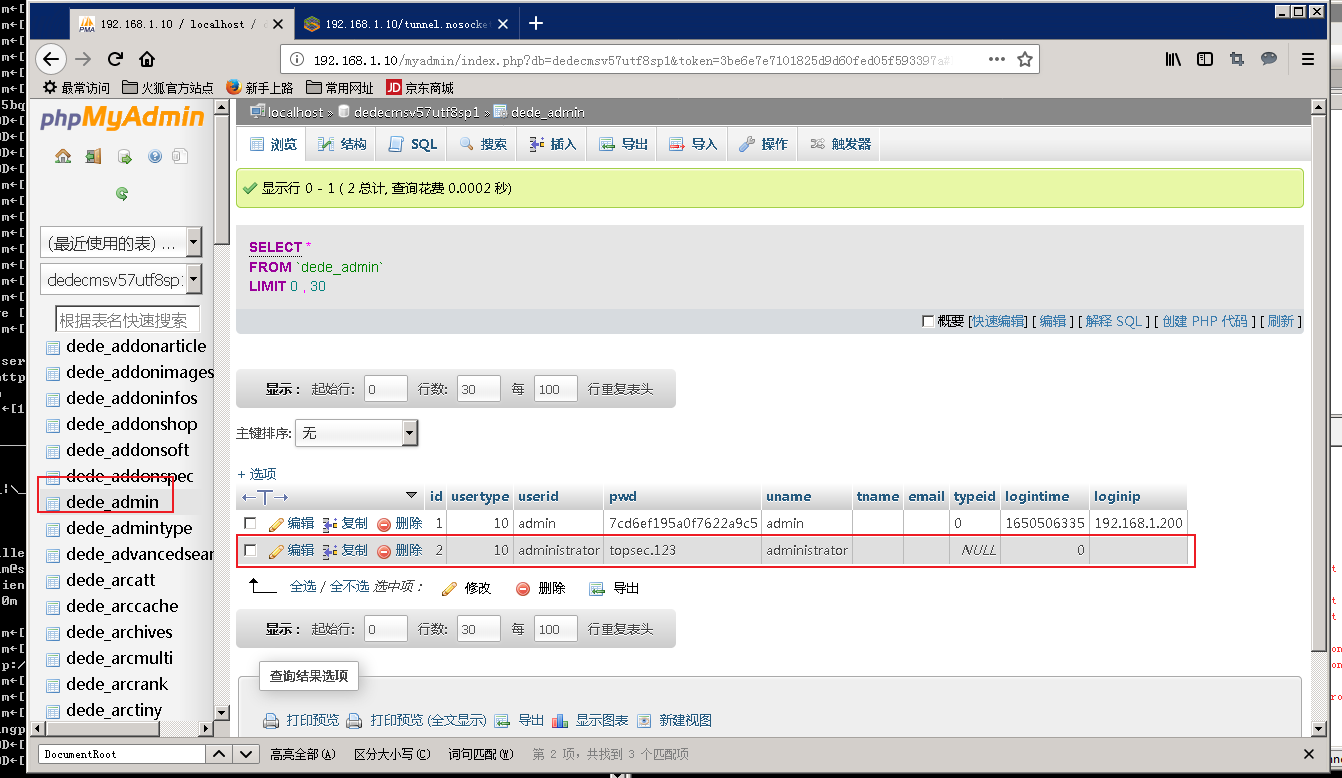 192.168.1.10 / localhost /
192.168.1.10/tunnel.nosocke
192.168.1.10/myadmin/index.php?db=dedecmsv57utf8sp1&token=3be6e7e7101825d9d60fed05f593397a#
最常访问 火狐官方站点 新手上路 常用网址 JD 京东商城
phpMyAdmin
(最近使用的表) ...
dedecmsv57utf8sp1
根据表名快速搜索
dede_addonarticle
dede_addonimages
dede_addoninfos
dede_addonshop
dede_addonsoft
dede_addonspec
dede_admin
dede_admintype
dede_advancedsear
dede_arcatt
dede_arccache
dede_archives
dede_arcmulti
dede_arcrank
dede_arctiny
localhost » dedecmsv57utf8sp1 » dede_admin
浏览 结构 SQL 搜索 插入 导出 导入 操作 触发器
显示行 0 - 1 ( 2 总计, 查询花费 0.0002 秒)
SELECT *
FROM `dede_admin`
LIMIT 0 , 30
概要 [快速编辑] [ 编辑 ] [ 解释 SQL ] [ 创建 PHP 代码 ] [ 刷新 ]
显示 : 起始行: 0 行数: 30 每 100 行重复表头
主键排序: 无
+ 选项
←T→ id usertype userid pwd uname tname email typeid logintime loginip
编辑 复制 删除 1 10 admin 7cd6ef195a0f7622a9c5 admin 0 1650506335 192.168.1.200
编辑 复制 删除 2 10 administrator topsec.123 administrator NULL 0
全选 / 全不选 选中项 : 修改 删除 导出
显示 : 起始行: 0 行数: 30 每 100 行重复表头
查询结果选项
打印预览 打印预览 (全文显示) 导出 显示图表 新建视图
DocumentRoot 高亮全部(A) 区分大小写(C) 词句匹配(W) 第 2 项，共找到 3 个匹配项